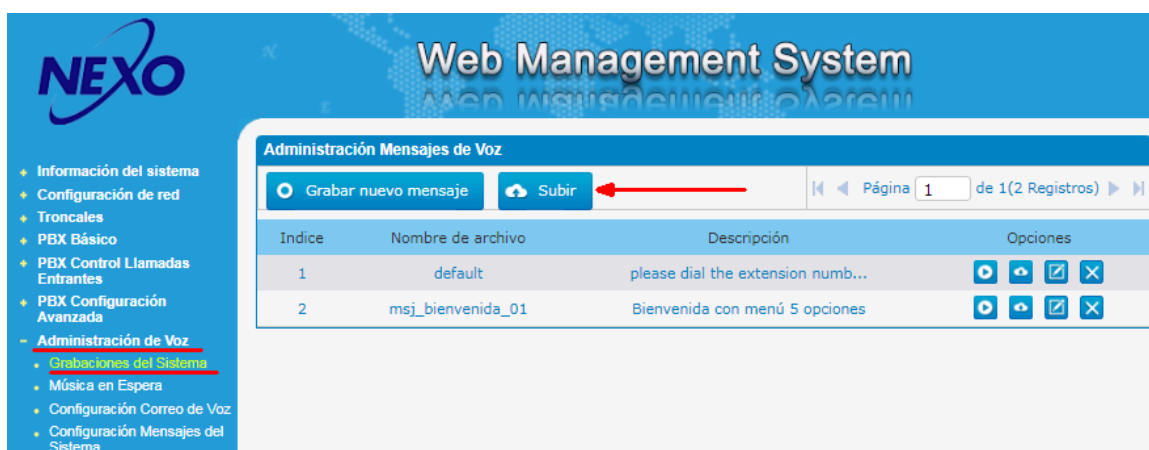 NEXO
Web Management System
Información del sistema
Configuración de red
Troncales
PBX Básico
PBX Control Llamadas
Entrantes
PBX Configuración
Avanzada
Administración de Voz
Grabaciones del Sistema
Música en Espera
Configuración Correo de Voz
Configuración Mensajes del
Sistema
Administración Mensajes de Voz
Grabar nuevo mensaje Subir Página 1 de 1(2 Registros)
Indice Nombre de archivo Descripción Opciones
1 default please dial the extension numb...
2 msj_bienvenida_01 Bienvenida con menú 5 opciones